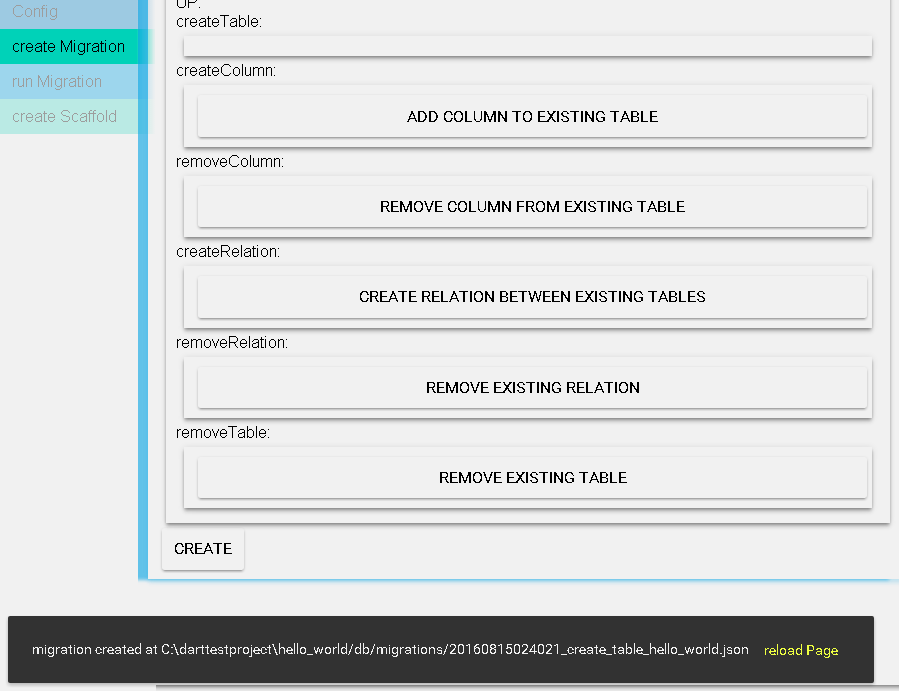 Config
create Migration
run Migration
create Scaffold
UP:
createTable:
createColumn:
ADD COLUMN TO EXISTING TABLE
removeColumn:
REMOVE COLUMN FROM EXISTING TABLE
createRelation:
CREATE RELATION BETWEEN EXISTING TABLES
removeRelation:
REMOVE EXISTING RELATION
removeTable:
REMOVE EXISTING TABLE
CREATE
migration created at C:\darttestproject\hello_world/db/migrations/20160815024021_create_table_hello_world.json reload Page